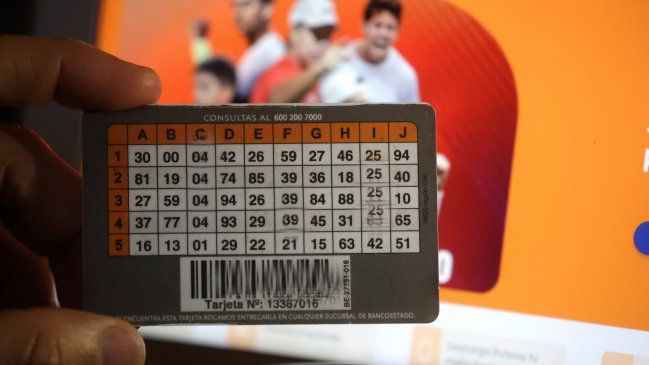 CONSULTAS AL 600 200 7000
A B C D E F G H I J
1 30 00 04 42 26 59 27 46 25 94
2 81 19 04 74 85 39 36 18 25 40
3 27 59 04 94 26 39 84 88 25 10
4 37 77 04 93 29 39 45 31 25 65
5 16 13 01 29 22 21 15 63 42 51
Tarjeta Nº: 13387016
BE-27781-016
ENCUENTRA ESTA TARJETA ROGAMOS ENTREGARLA EN CUALQUIER SUCURSAL DE BANCOESTADO.